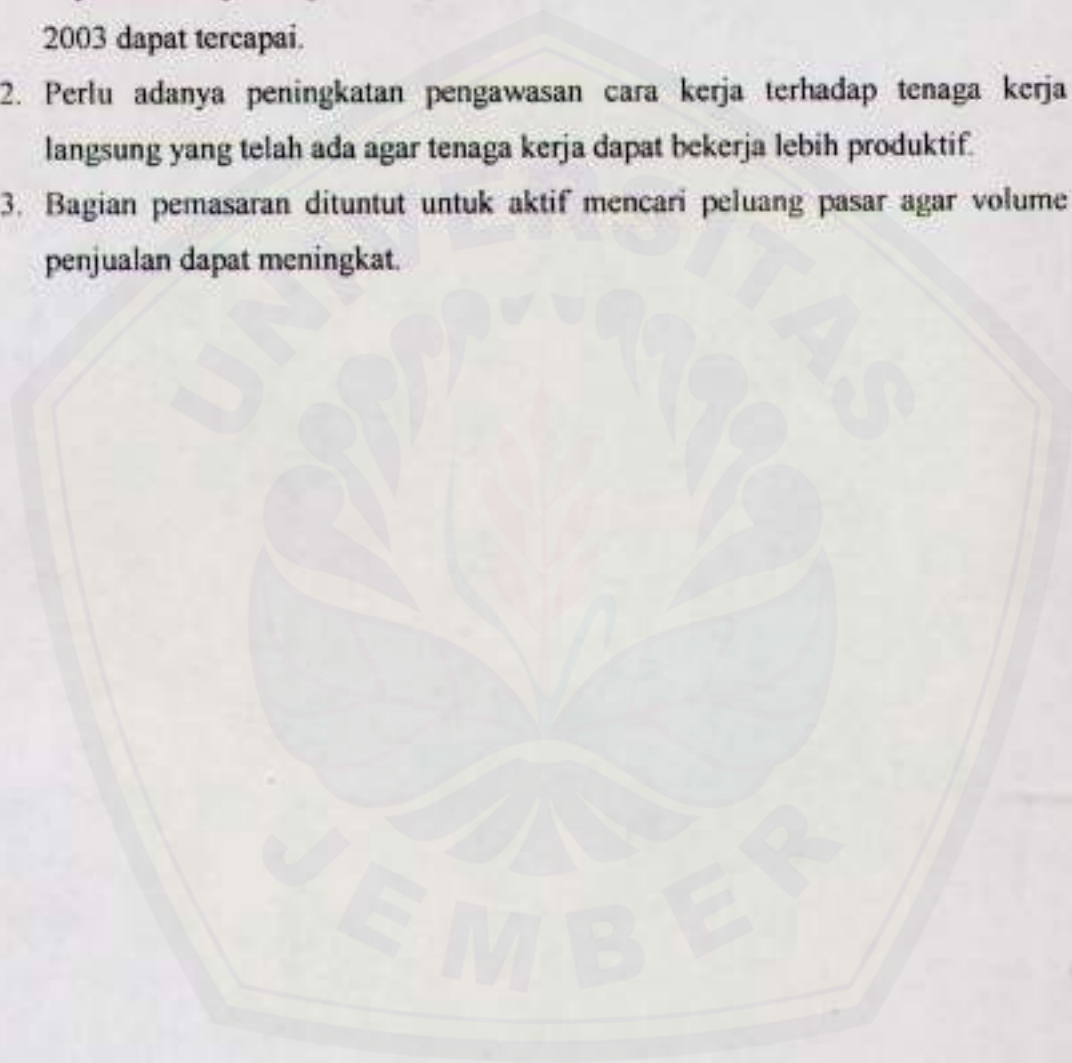 2003 dapat tercapai.
2. Perlu adanya peningkatan pengawasan cara kerja terhadap tenaga kerja
langsung yang telah ada agar tenaga kerja dapat bekerja lebih produktif.
3. Bagian pemasaran dituntut untuk aktif mencari peluang pasar agar volume
penjualan dapat meningkat.
UNIVERSITAS
JEMBER